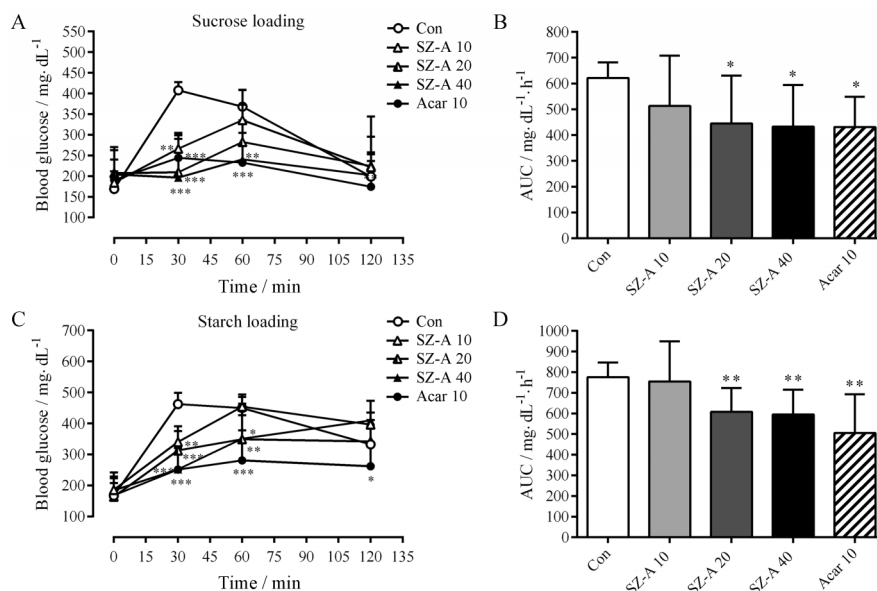 A
Sucrose loading
Blood glucose / mg·dL⁻¹
550
500
450
400
350
300
250
200
150
100
**
***
***
***
**
***
0 15 30 45 60 75 90 105 120 135
Time / min
Con
SZ-A 10
SZ-A 20
SZ-A 40
Acar 10
B
AUC / mg·dL⁻¹·h⁻¹
800
700
600
500
400
300
200
100
0
* * *
Con SZ-A 10 SZ-A 20 SZ-A 40 Acar 10
C
Starch loading
Blood glucose / mg·dL⁻¹
700
600
500
400
300
200
100
**
***
***
***
*
**
***
*
0 15 30 45 60 75 90 105 120 135
Time / min
Con
SZ-A 10
SZ-A 20
SZ-A 40
Acar 10
D
AUC / mg·dL⁻¹·h⁻¹
1000
900
800
700
600
500
400
300
200
100
0
** ** **
Con SZ-A 10 SZ-A 20 SZ-A 40 Acar 10